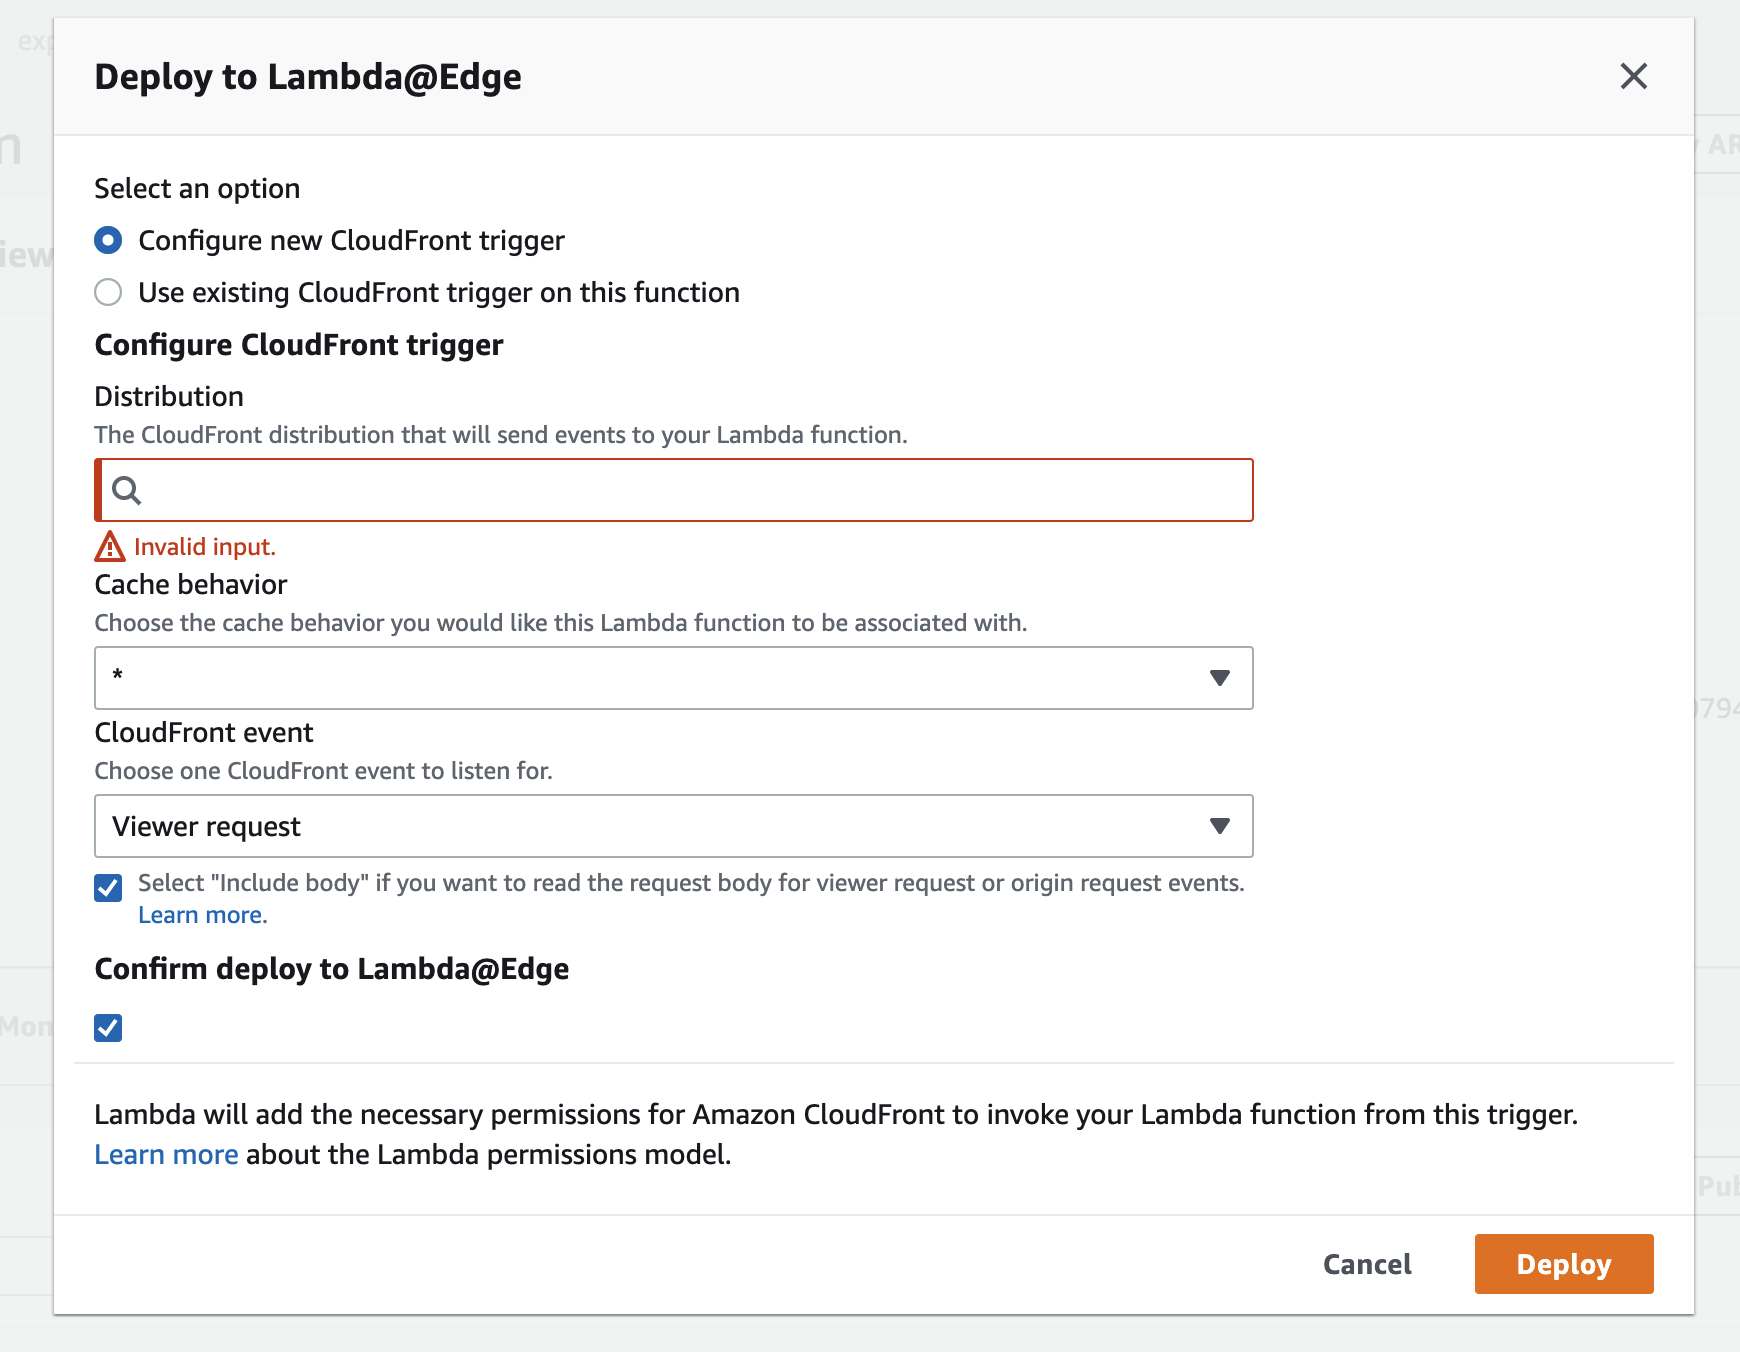 Deploy to Lambda@Edge
Select an option
Configure new CloudFront trigger
Use existing CloudFront trigger on this function
Configure CloudFront trigger
Distribution
The CloudFront distribution that will send events to your Lambda function.
Invalid input.
Cache behavior
Choose the cache behavior you would like this Lambda function to be associated with.
*
CloudFront event
Choose one CloudFront event to listen for.
Viewer request
Select "Include body" if you want to read the request body for viewer request or origin request events.
Learn more.
Confirm deploy to Lambda@Edge
Lambda will add the necessary permissions for Amazon CloudFront to invoke your Lambda function from this trigger.
Learn more about the Lambda permissions model.
Cancel
Deploy